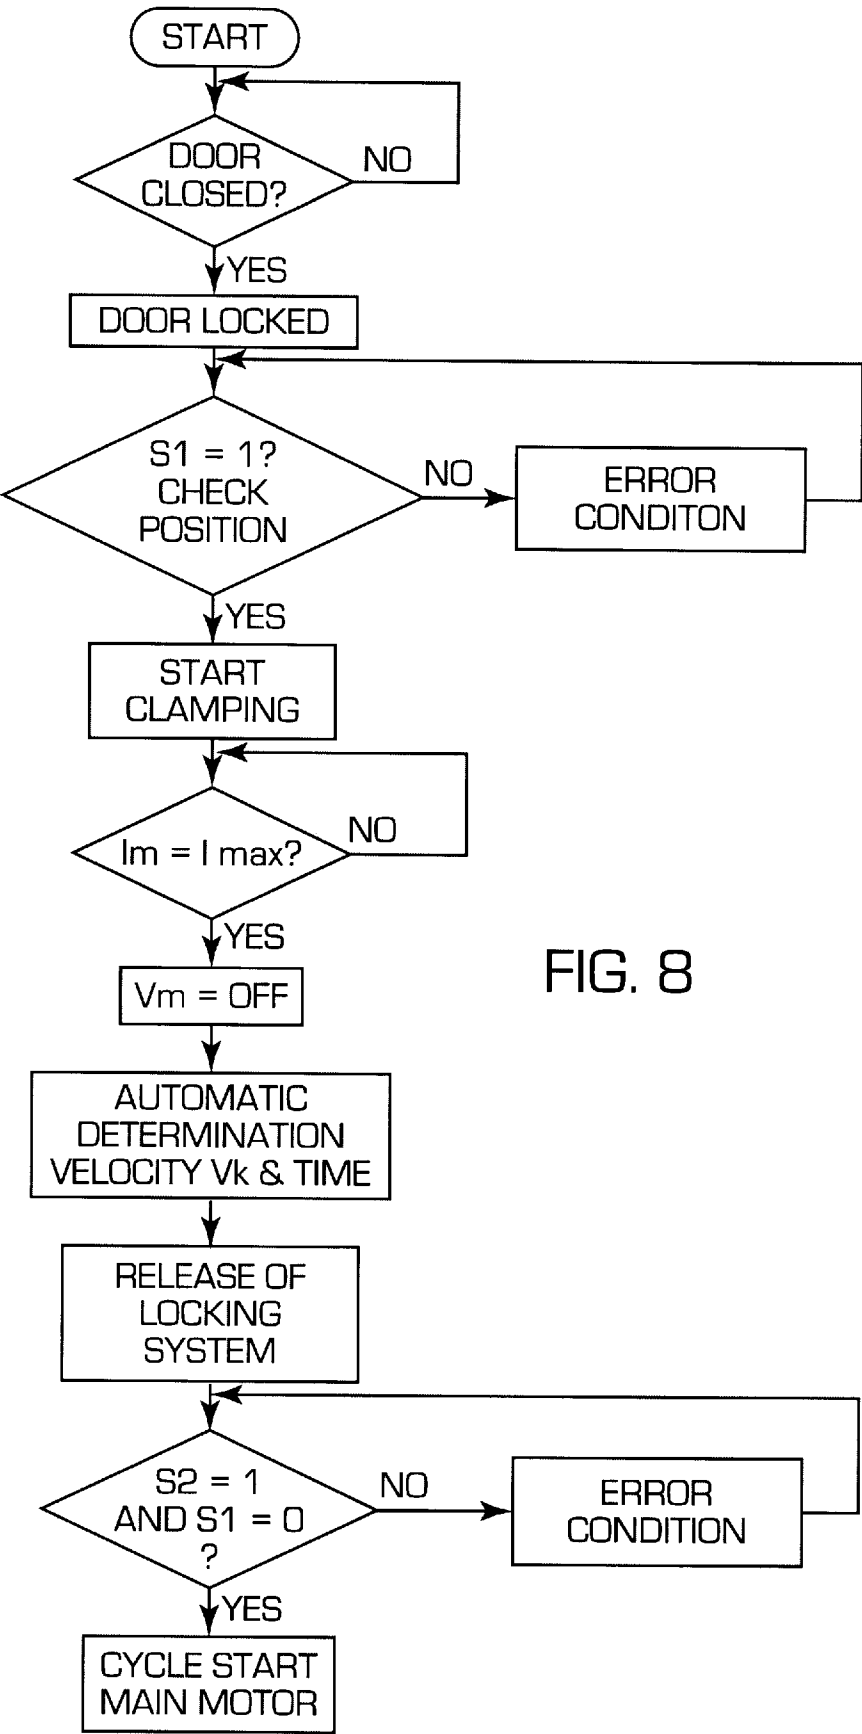 START
DOOR
CLOSED?
NO
YES
DOOR LOCKED
S1 = 1?
CHECK
POSITION
NO
ERROR
CONDITON
YES
START
CLAMPING
Im = I max?
NO
YES
Vm = OFF
FIG. 8
AUTOMATIC
DETERMINATION
VELOCITY Vk & TIME
RELEASE OF
LOCKING
SYSTEM
S2 = 1
AND S1 = 0
?
NO
ERROR
CONDITION
YES
CYCLE START
MAIN MOTOR